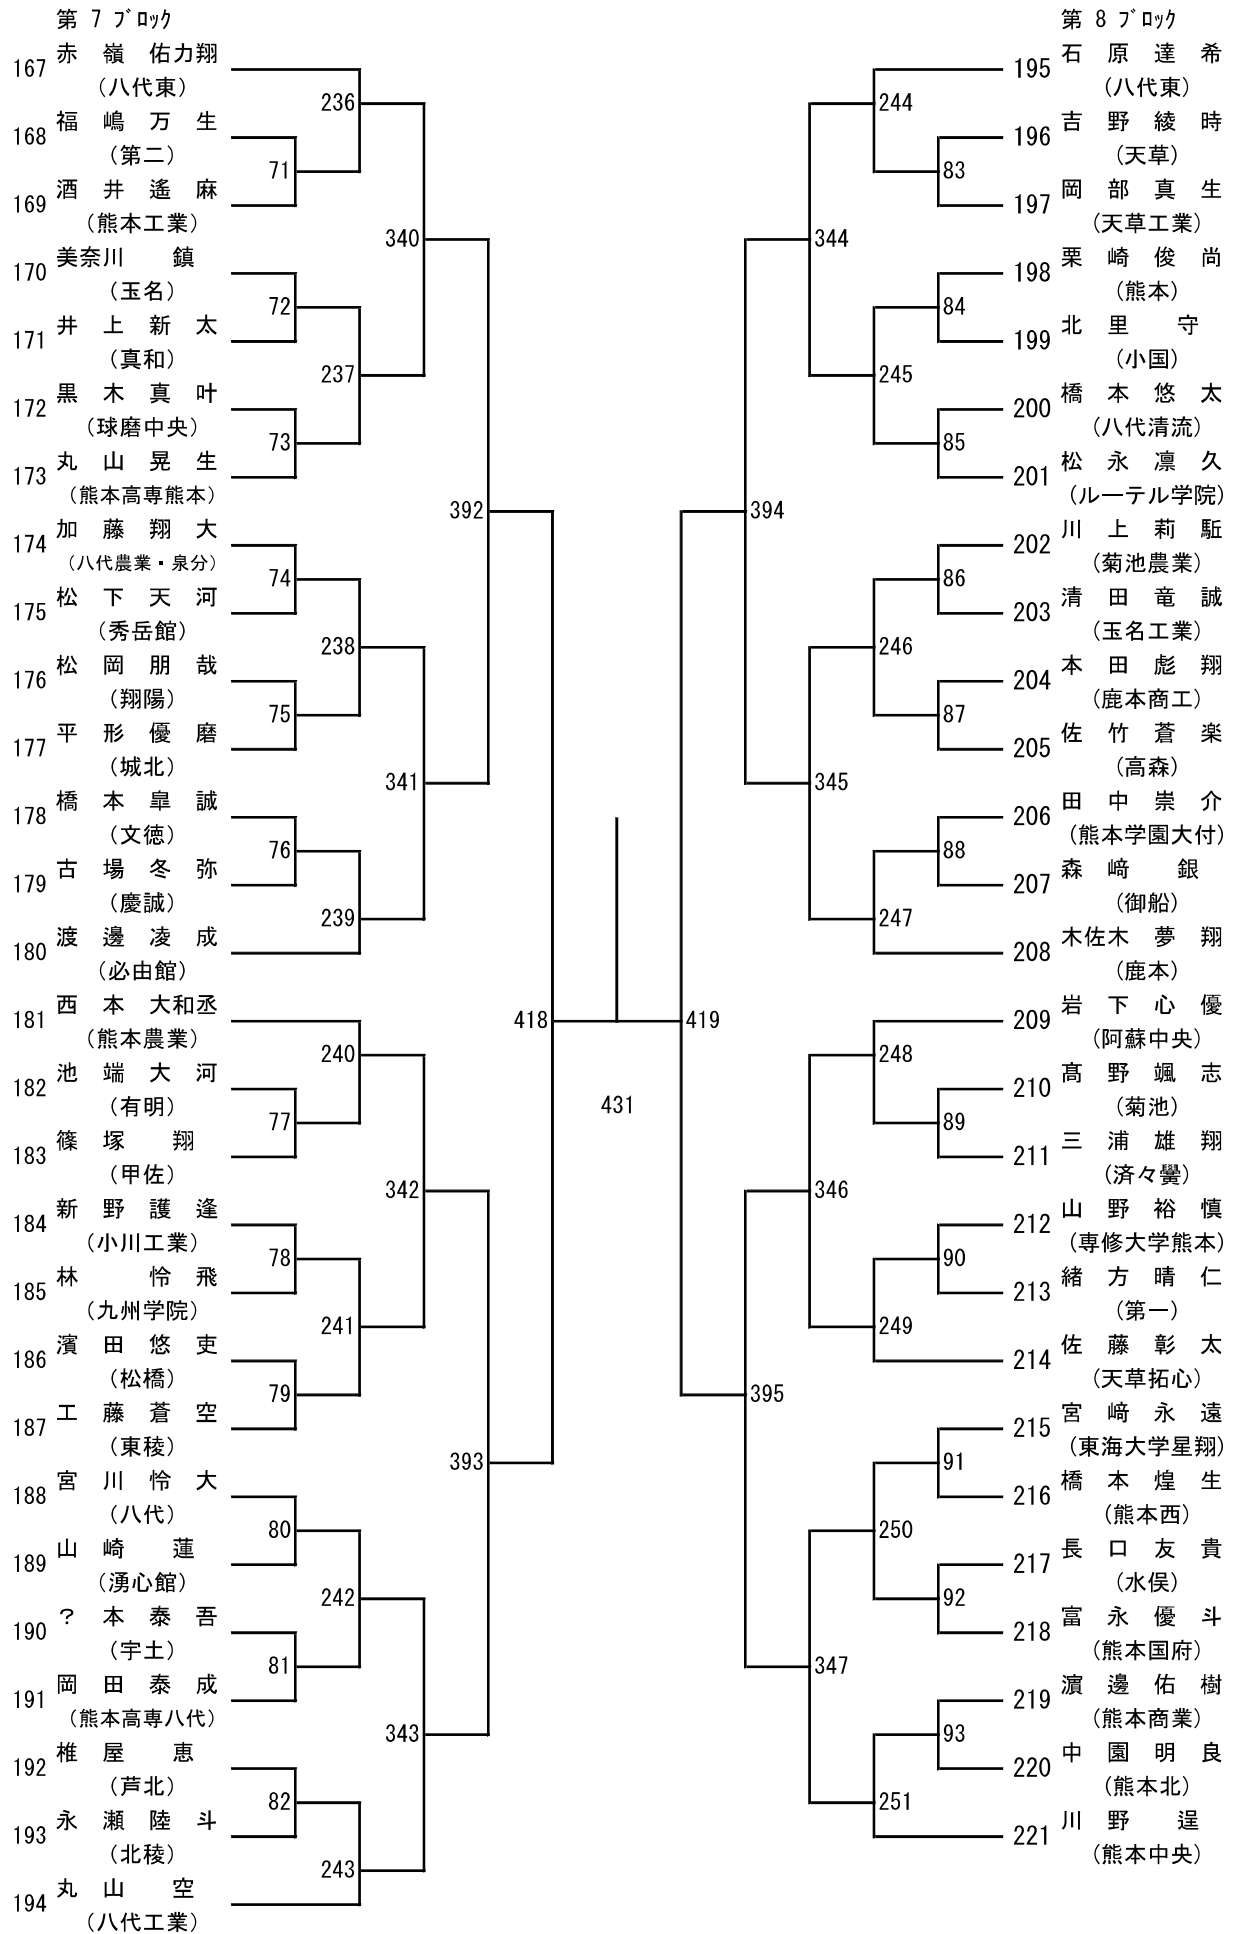 第 7 ブロック
167 赤 嶺 佑力翔
（八代東）
168 福 嶋 万 生
（第二）
169 酒 井 遙 麻
（熊本工業）
170 美奈川 鎮
（玉名）
171 井 上 新 太
（真和）
172 黒 木 真 叶
（球磨中央）
173 丸 山 晃 生
（熊本高専熊本）
174 加 藤 翔 大
（八代農業・泉分）
175 松 下 天 河
（秀岳館）
176 松 岡 朋 哉
（翔陽）
177 平 形 優 磨
（城北）
178 橋 本 皐 誠
（文徳）
179 古 場 冬 弥
（慶誠）
180 渡 邊 凌 成
（必由館）
181 西 本 大和丞
（熊本農業）
182 池 端 大 河
（有明）
183 篠 塚 翔
（甲佐）
184 新 野 護 逢
（小川工業）
185 林 怜 飛
（九州学院）
186 濱 田 悠 吏
（松橋）
187 工 藤 蒼 空
（東稜）
188 宮 川 怜 大
（八代）
189 山 崎 蓮
（湧心館）
190 ？ 本 泰 吾
（宇土）
191 岡 田 泰 成
（熊本高専八代）
192 椎 屋 恵
（芦北）
193 永 瀬 陸 斗
（北稜）
194 丸 山 空
（八代工業）
71
72
73
74
75
76
77
78
79
80
81
82
236
237
238
239
240
241
242
243
340
341
342
343
392
393
418
431
419
394
395
344
345
346
347
244
245
246
247
248
249
250
251
83
84
85
86
87
88
89
90
91
92
93
第 8 ブロック
195 石 原 達 希
（八代東）
196 吉 野 綾 時
（天草）
197 岡 部 真 生
（天草工業）
198 栗 崎 俊 尚
（熊本）
199 北 里 守
（小国）
200 橋 本 悠 太
（八代清流）
201 松 永 凛 久
（ルーテル学院）
202 川 上 莉 駈
（菊池農業）
203 清 田 竜 誠
（玉名工業）
204 本 田 彪 翔
（鹿本商工）
205 佐 竹 蒼 楽
（高森）
206 田 中 崇 介
（熊本学園大付）
207 森 﨑 銀
（御船）
208 木佐木 夢 翔
（鹿本）
209 岩 下 心 優
（阿蘇中央）
210 髙 野 颯 志
（菊池）
211 三 浦 雄 翔
（済々黌）
212 山 野 裕 慎
（専修大学熊本）
213 緒 方 晴 仁
（第一）
214 佐 藤 彰 太
（天草拓心）
215 宮 﨑 永 遠
（東海大学星翔）
216 橋 本 煌 生
（熊本西）
217 長 口 友 貴
（水俣）
218 富 永 優 斗
（熊本国府）
219 濵 邊 佑 樹
（熊本商業）
220 中 園 明 良
（熊本北）
221 川 野 逞
（熊本中央）